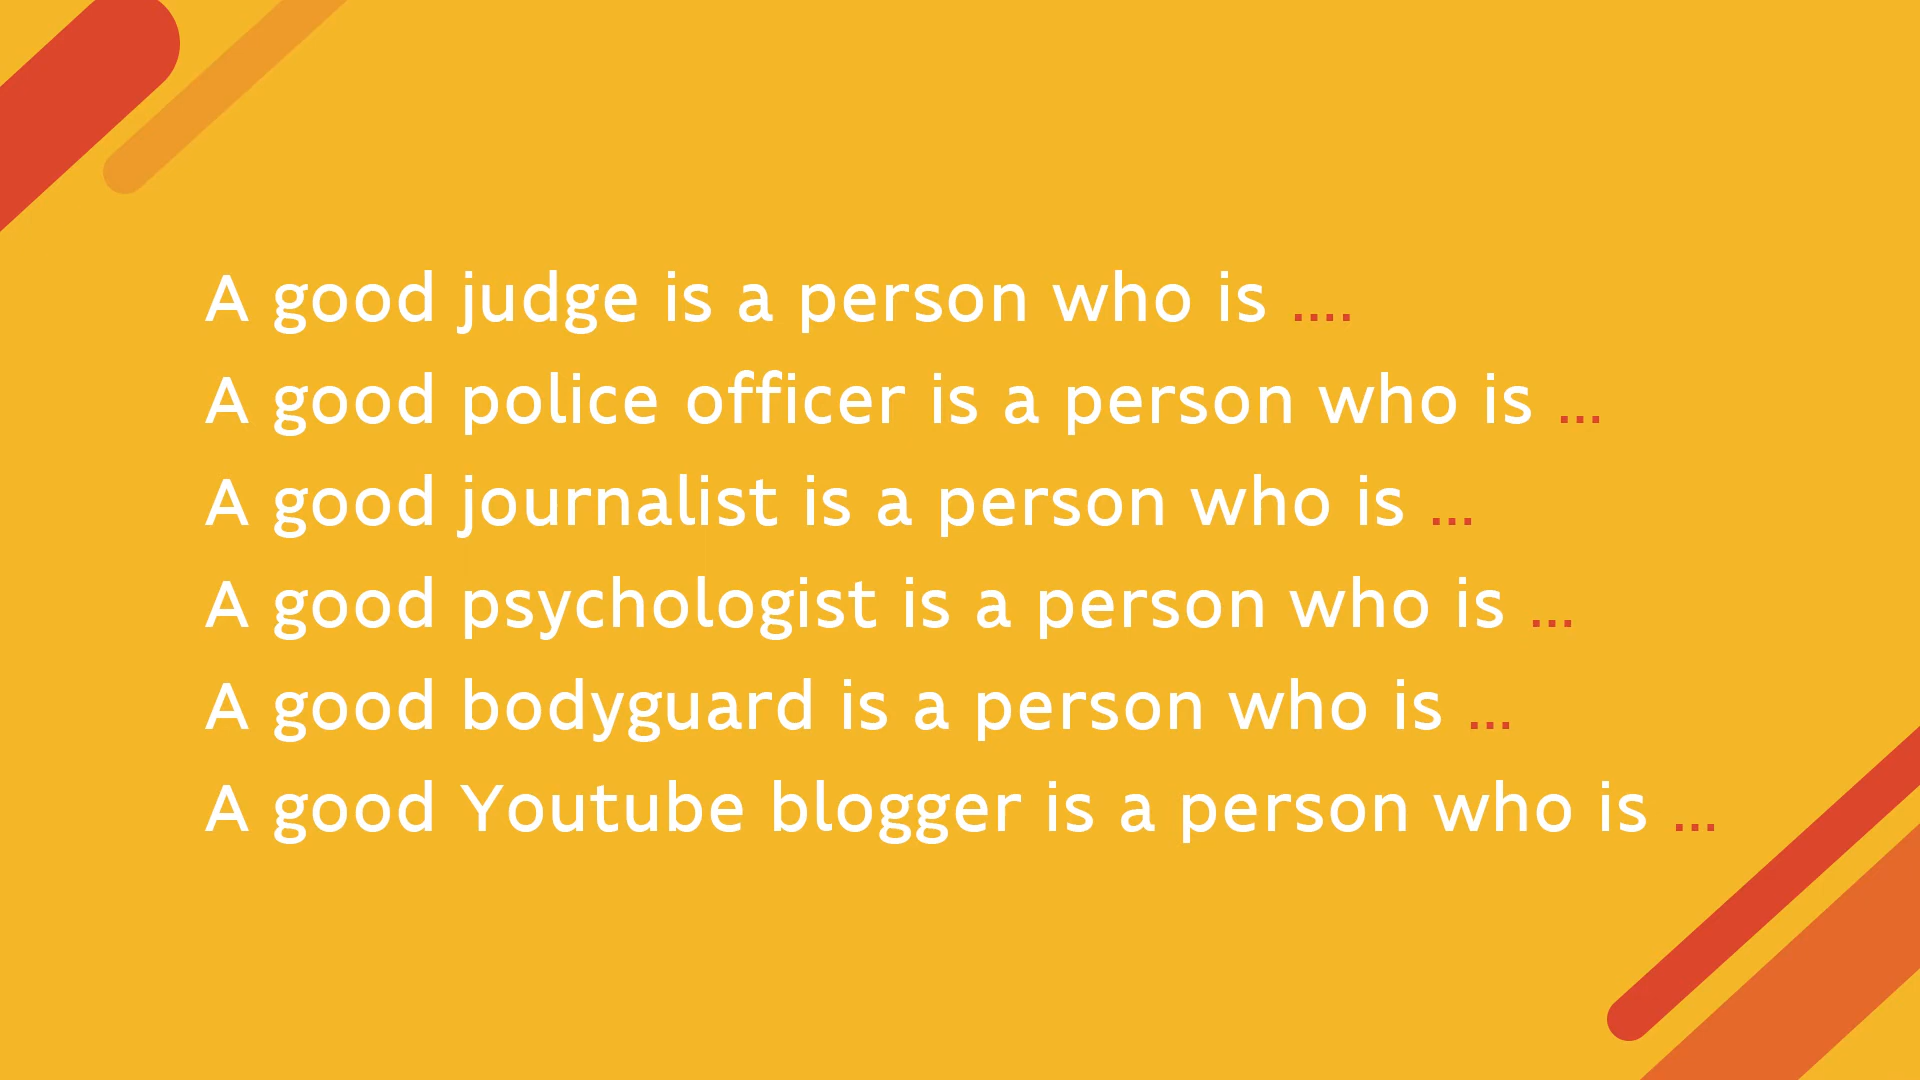 A good judge is a person who is ....
A good police officer is a person who is ...
A good journalist is a person who is ...
A good psychologist is a person who is ...
A good bodyguard is a person who is ...
A good Youtube blogger is a person who is ...